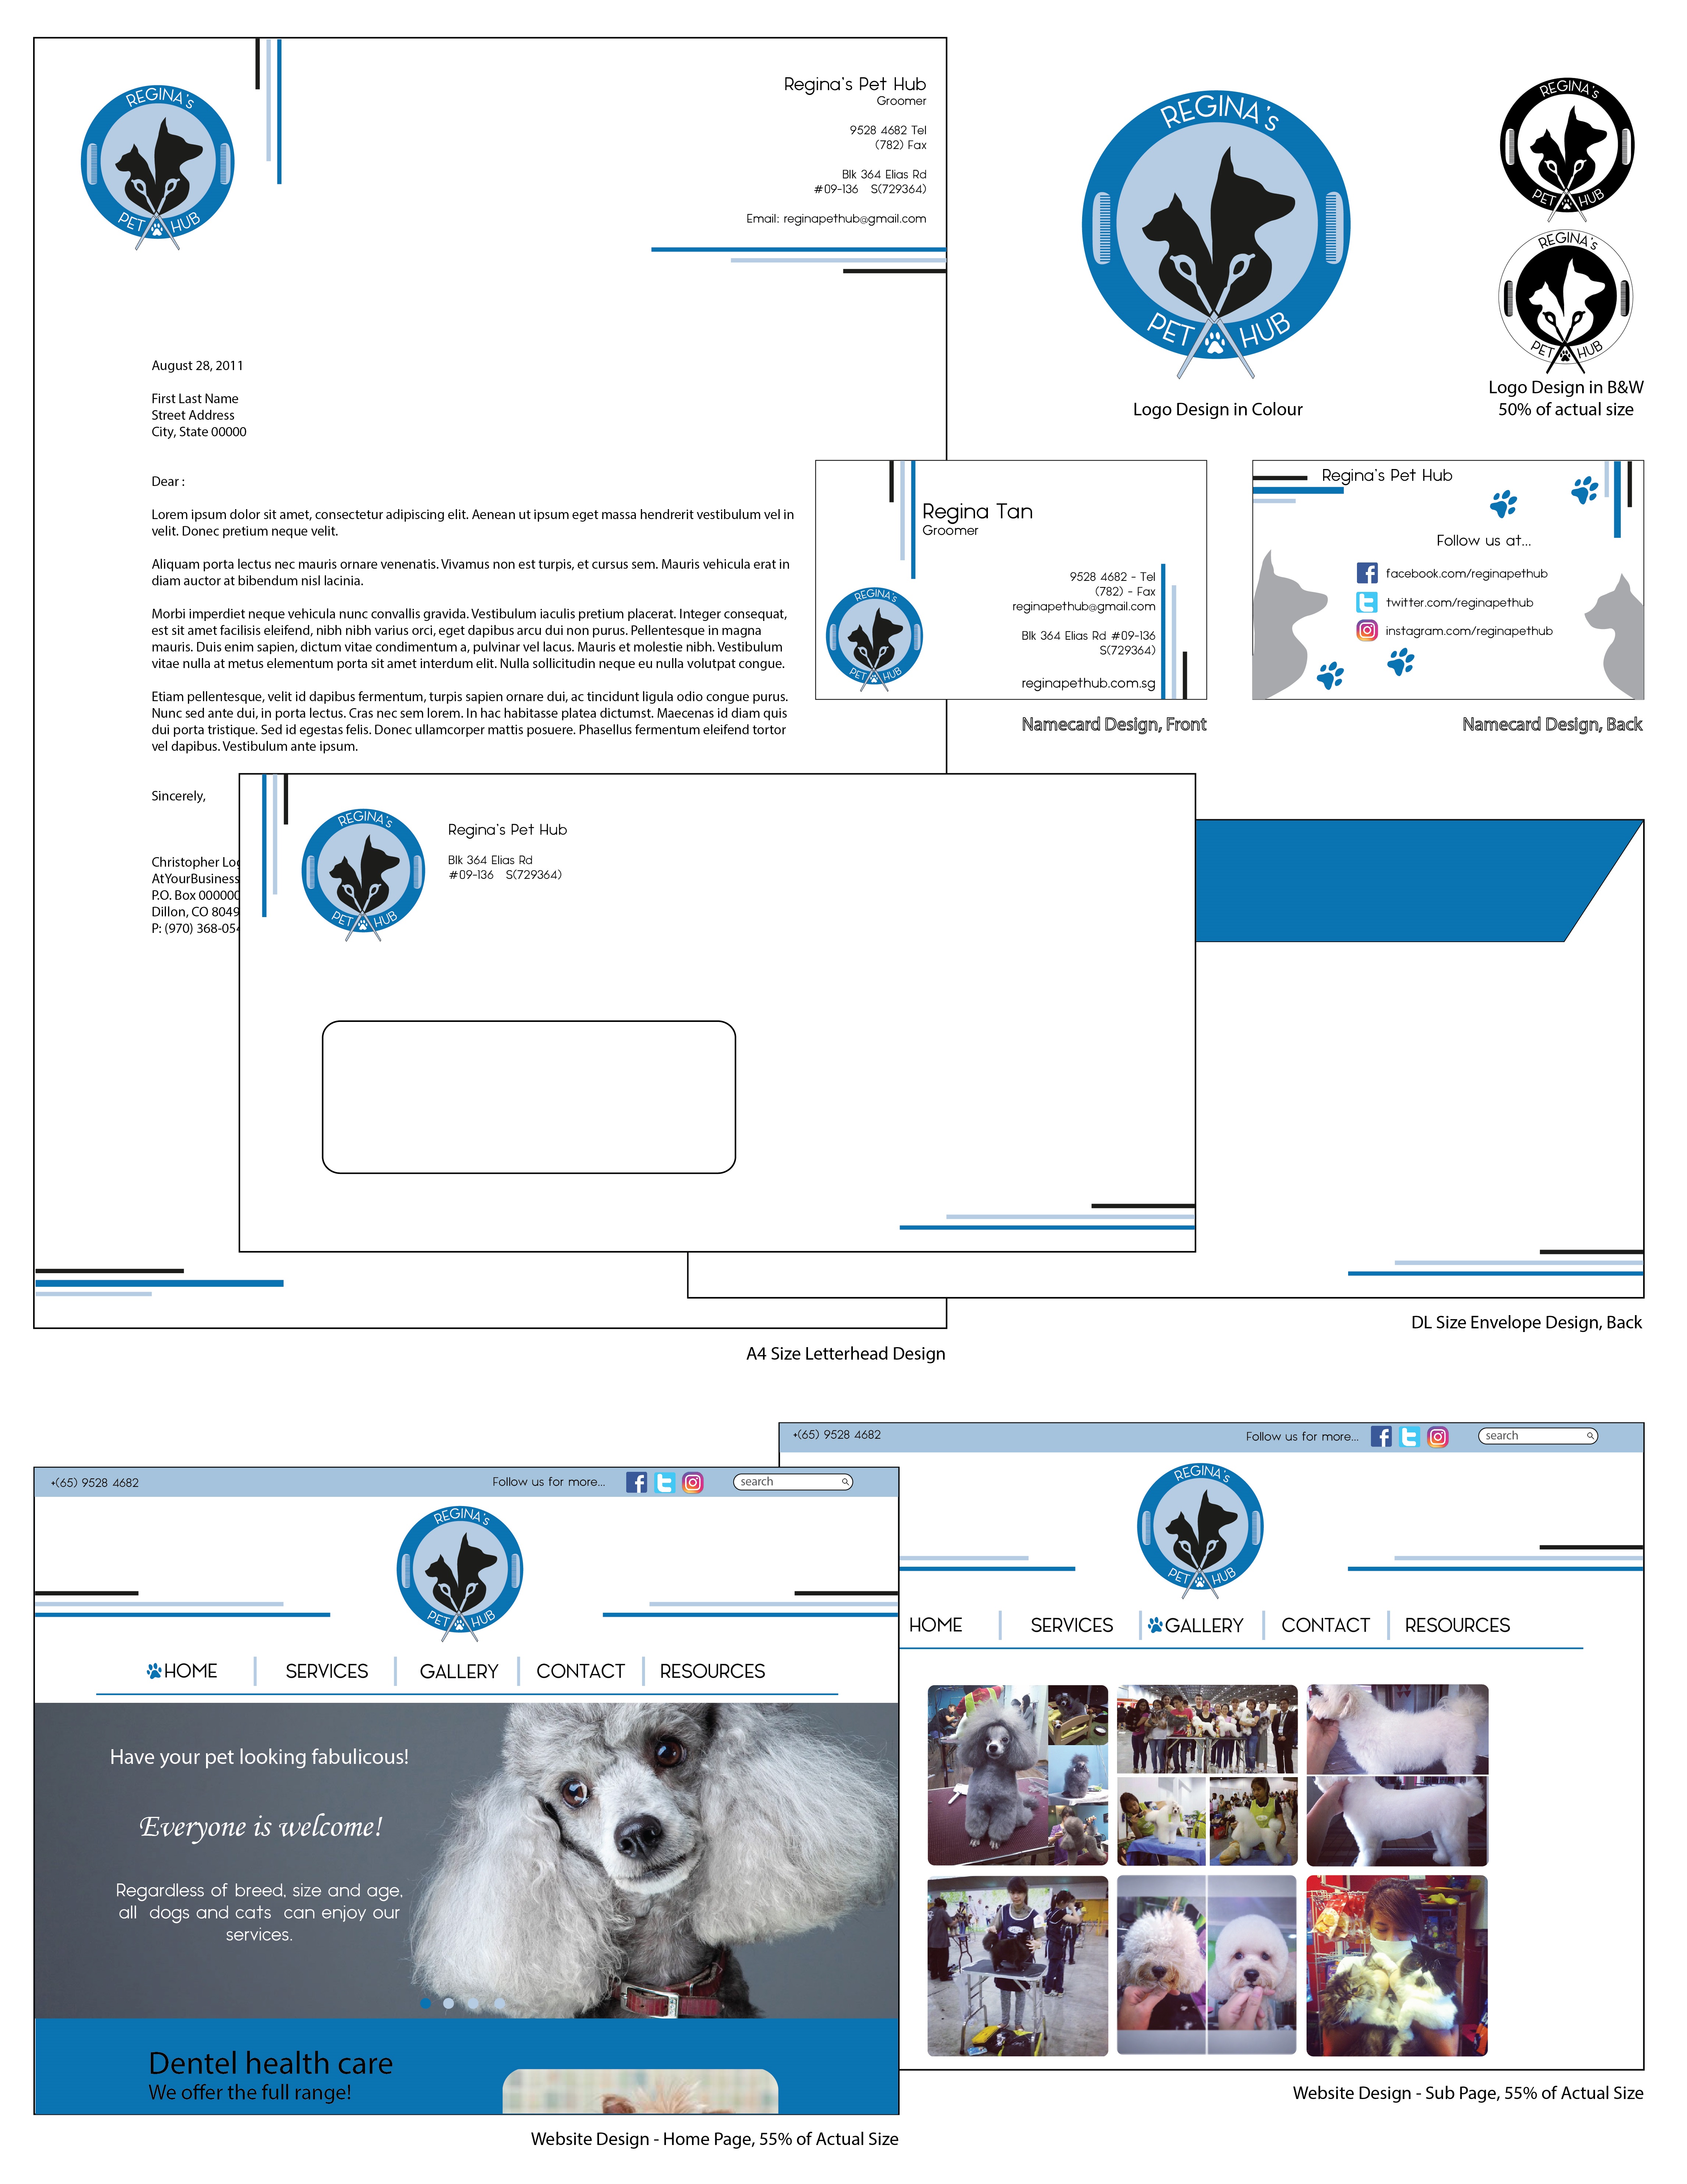 REGINA's
PET HUB
Regina's Pet Hub
Groomer
9528 4682 Tel
(782) Fax
Blk 364 Elias Rd
#09-136 S(729364)
Email: reginapethub@gmail.com
August 28, 2011
First Last Name
Street Address
City, State 00000
Dear :
Lorem ipsum dolor sit amet, consectetur adipiscing elit. Aenean ut ipsum eget massa hendrerit vestibulum vel in
velit. Donec pretium neque velit.
Aliquam porta lectus nec mauris ornare venenatis. Vivamus non est turpis, et cursus sem. Mauris vehicula erat in
diam auctor at bibendum nisl lacinia.
Morbi imperdiet neque vehicula nunc convallis gravida. Vestibulum iaculis pretium placerat. Integer consequat,
est sit amet facilisis eleifend, nibh nibh varius orci, eget dapibus arcu dui non purus. Pellentesque in magna
mauris. Duis enim sapien, dictum vitae condimentum a, pulvinar vel lacus. Mauris et molestie nibh. Vestibulum
vitae nulla at metus elementum porta sit amet interdum elit. Nulla sollicitudin neque eu nulla volutpat congue.
Etiam pellentesque, velit id dapibus fermentum, turpis sapien ornare dui, ac tincidunt ligula odio congue purus.
Nunc sed ante dui, in porta lectus. Cras nec sem lorem. In hac habitasse platea dictumst. Maecenas id diam quis
dui porta tristique. Sed id egestas felis. Donec ullamcorper mattis posuere. Phasellus fermentum eleifend tortor
vel dapibus. Vestibulum ante ipsum.
Sincerely,
Christopher
AtYourBusiness
P.O. Box 000000
Dillon, CO 8049
P: (970) 368-05
REGINA's
PET HUB
Logo Design in Colour
REGINA's
PET HUB
REGINA's
PET HUB
Logo Design in B&W
50% of actual size
Regina Tan
Groomer
REGINA's
PET HUB
9528 4682 - Tel
(782) - Fax
reginapethub@gmail.com
Blk 364 Elias Rd #09-136
S(729364)
reginapethub.com.sg
Namecard Design, Front
Regina's Pet Hub
Follow us at...
facebook.com/reginapethub
twitter.com/reginapethub
instagram.com/reginapethub
Namecard Design, Back
REGINA's
PET HUB
Regina's Pet Hub
Blk 364 Elias Rd
#09-136 S(729364)
DL Size Envelope Design, Back
A4 Size Letterhead Design
+(65) 9528 4682
Follow us for more...
search
REGINA's
PET HUB
HOME
SERVICES
GALLERY
CONTACT
RESOURCES
Have your pet looking fabulicous!
Everyone is welcome!
Regardless of breed, size and age,
all dogs and cats can enjoy our
services.
Dentel health care
We offer the full range!
Website Design - Home Page, 55% of Actual Size
+(65) 9528 4682
Follow us for more...
search
REGINA's
PET HUB
HOME
SERVICES
GALLERY
CONTACT
RESOURCES
Website Design - Sub Page, 55% of Actual Size